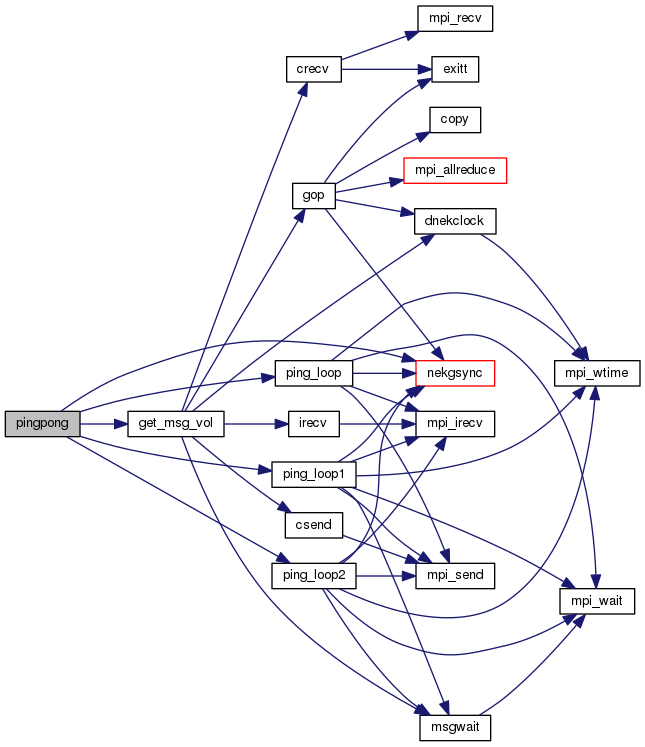 mpi_recv
crecv
exitt
copy
mpi_allreduce
gop
dnekclock
ping_loop
nekgsync
mpi_wtime
pingpong
get_msg_vol
irecv
mpi_irecv
ping_loop1
csend
ping_loop2
mpi_send
mpi_wait
msgwait